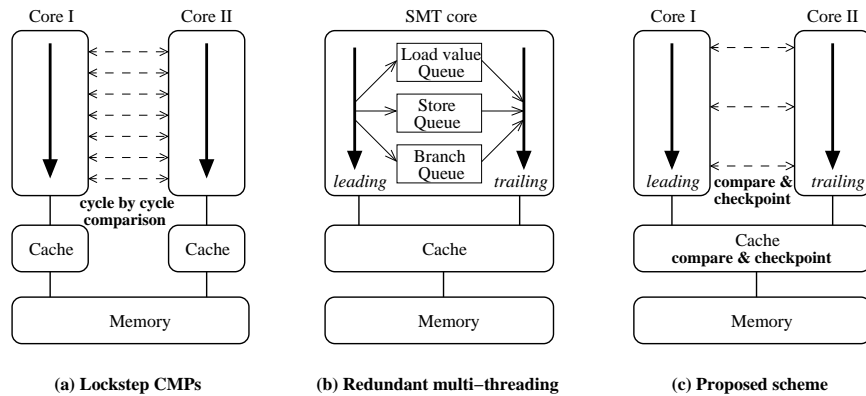 Core I
Core II
cycle by cycle
comparison
Cache
Cache
Memory
(a) Lockstep CMPs
SMT core
Load value
Queue
Store
Queue
Branch
Queue
leading
trailing
Cache
Memory
(b) Redundant multi−threading
Core I
Core II
leading
compare &
checkpoint
trailing
Cache
compare & checkpoint
Memory
(c) Proposed scheme